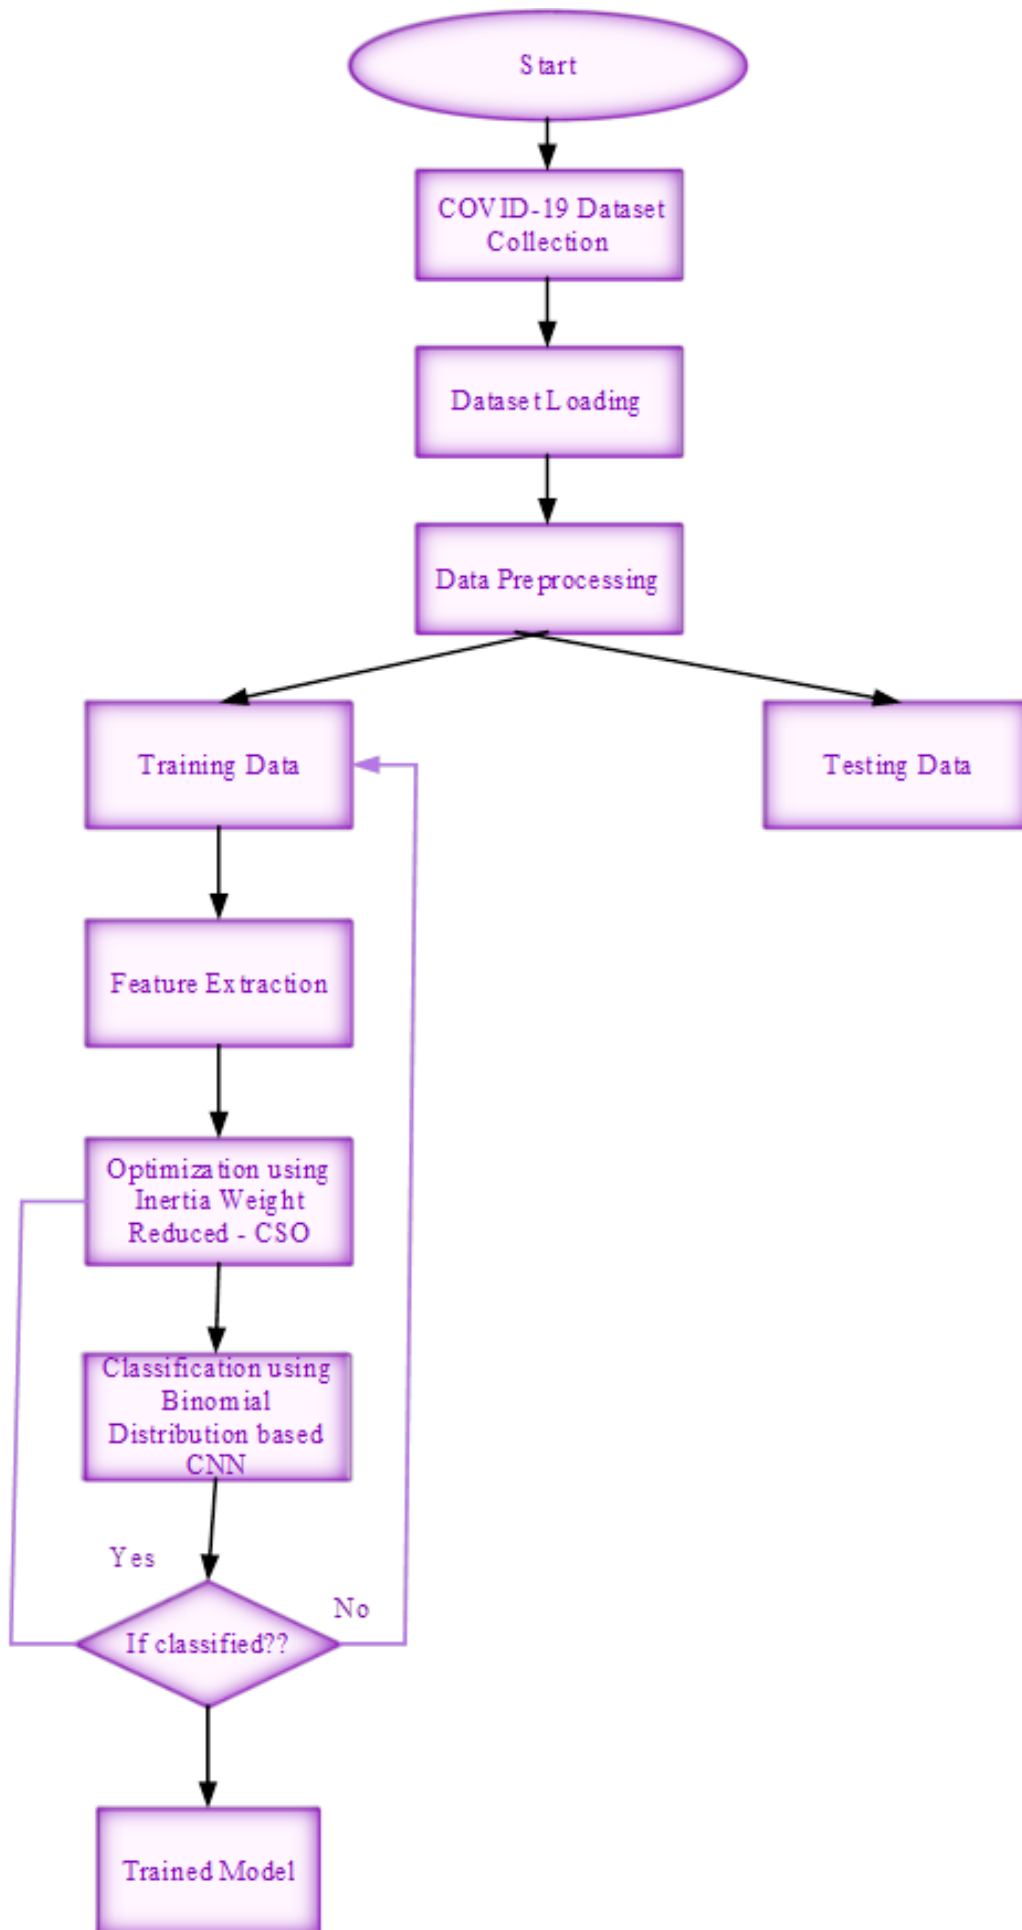 Start
COVID-19 Dataset
Collection
Dataset Loading
Data Preprocessing
Training Data
Testing Data
Feature Extraction
Optimization using
Inertia Weight
Reduced - CSO
Classification using
Binomial
Distribution based
CNN
Yes
No
If classified??
Trained Model